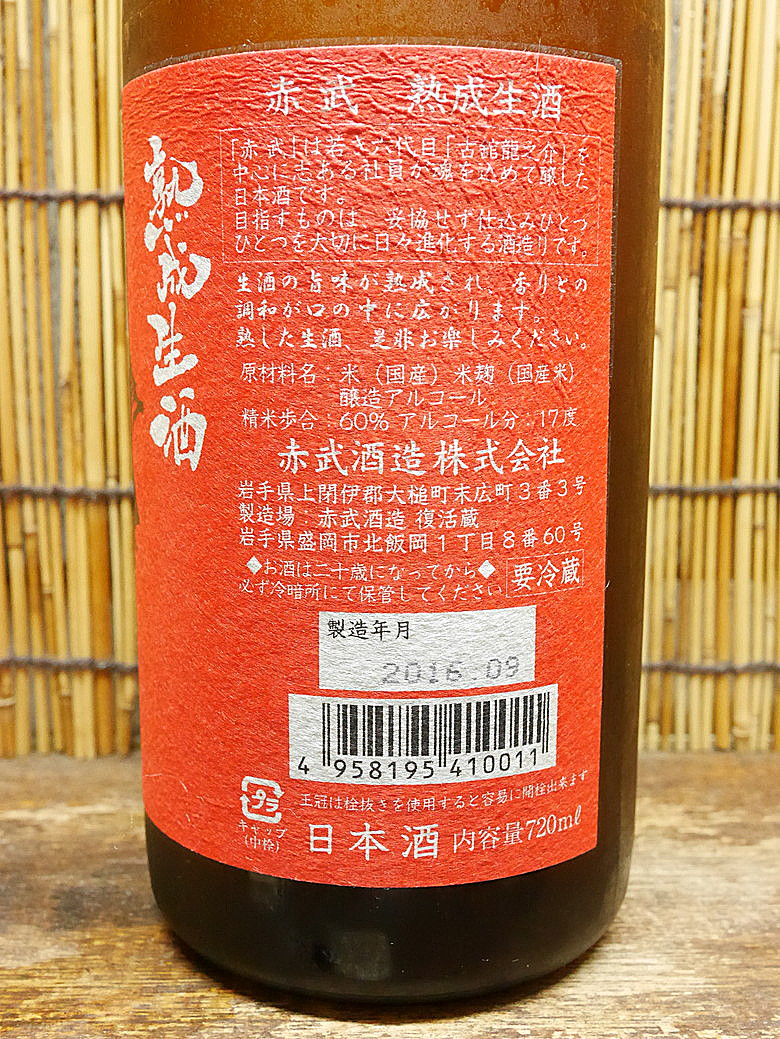 熟成生酒
赤武 熟成生酒
「赤武」は若き六代目「古舘龍之介」を
中心に志ある社員が魂を込めて醸した
日本酒です。
目指すものは、妥協せず仕込みひとつ
ひとつを大切に日々進化する酒造りです。
生酒の旨味が熟成され、香りとの
調和が口の中に広がります。
熟した生酒、是非お楽しみください。
原材料名：米（国産）米麹（国産米）
醸造アルコール
精米歩合：60% アルコール分：17度
赤武酒造株式会社
岩手県上閉伊郡大槌町末広町3番3号
製造場：赤武酒造 復活蔵
岩手県盛岡市北飯岡1丁目8番60号
◆お酒は二十歳になってから◆
必ず冷暗所にて保管してください
要冷蔵
製造年月
2016.09
4 958195 410011
プラ
キャップ
(中栓)
王冠は栓抜きを使用すると容易に開栓出来ます
日本酒 内容量720mℓ